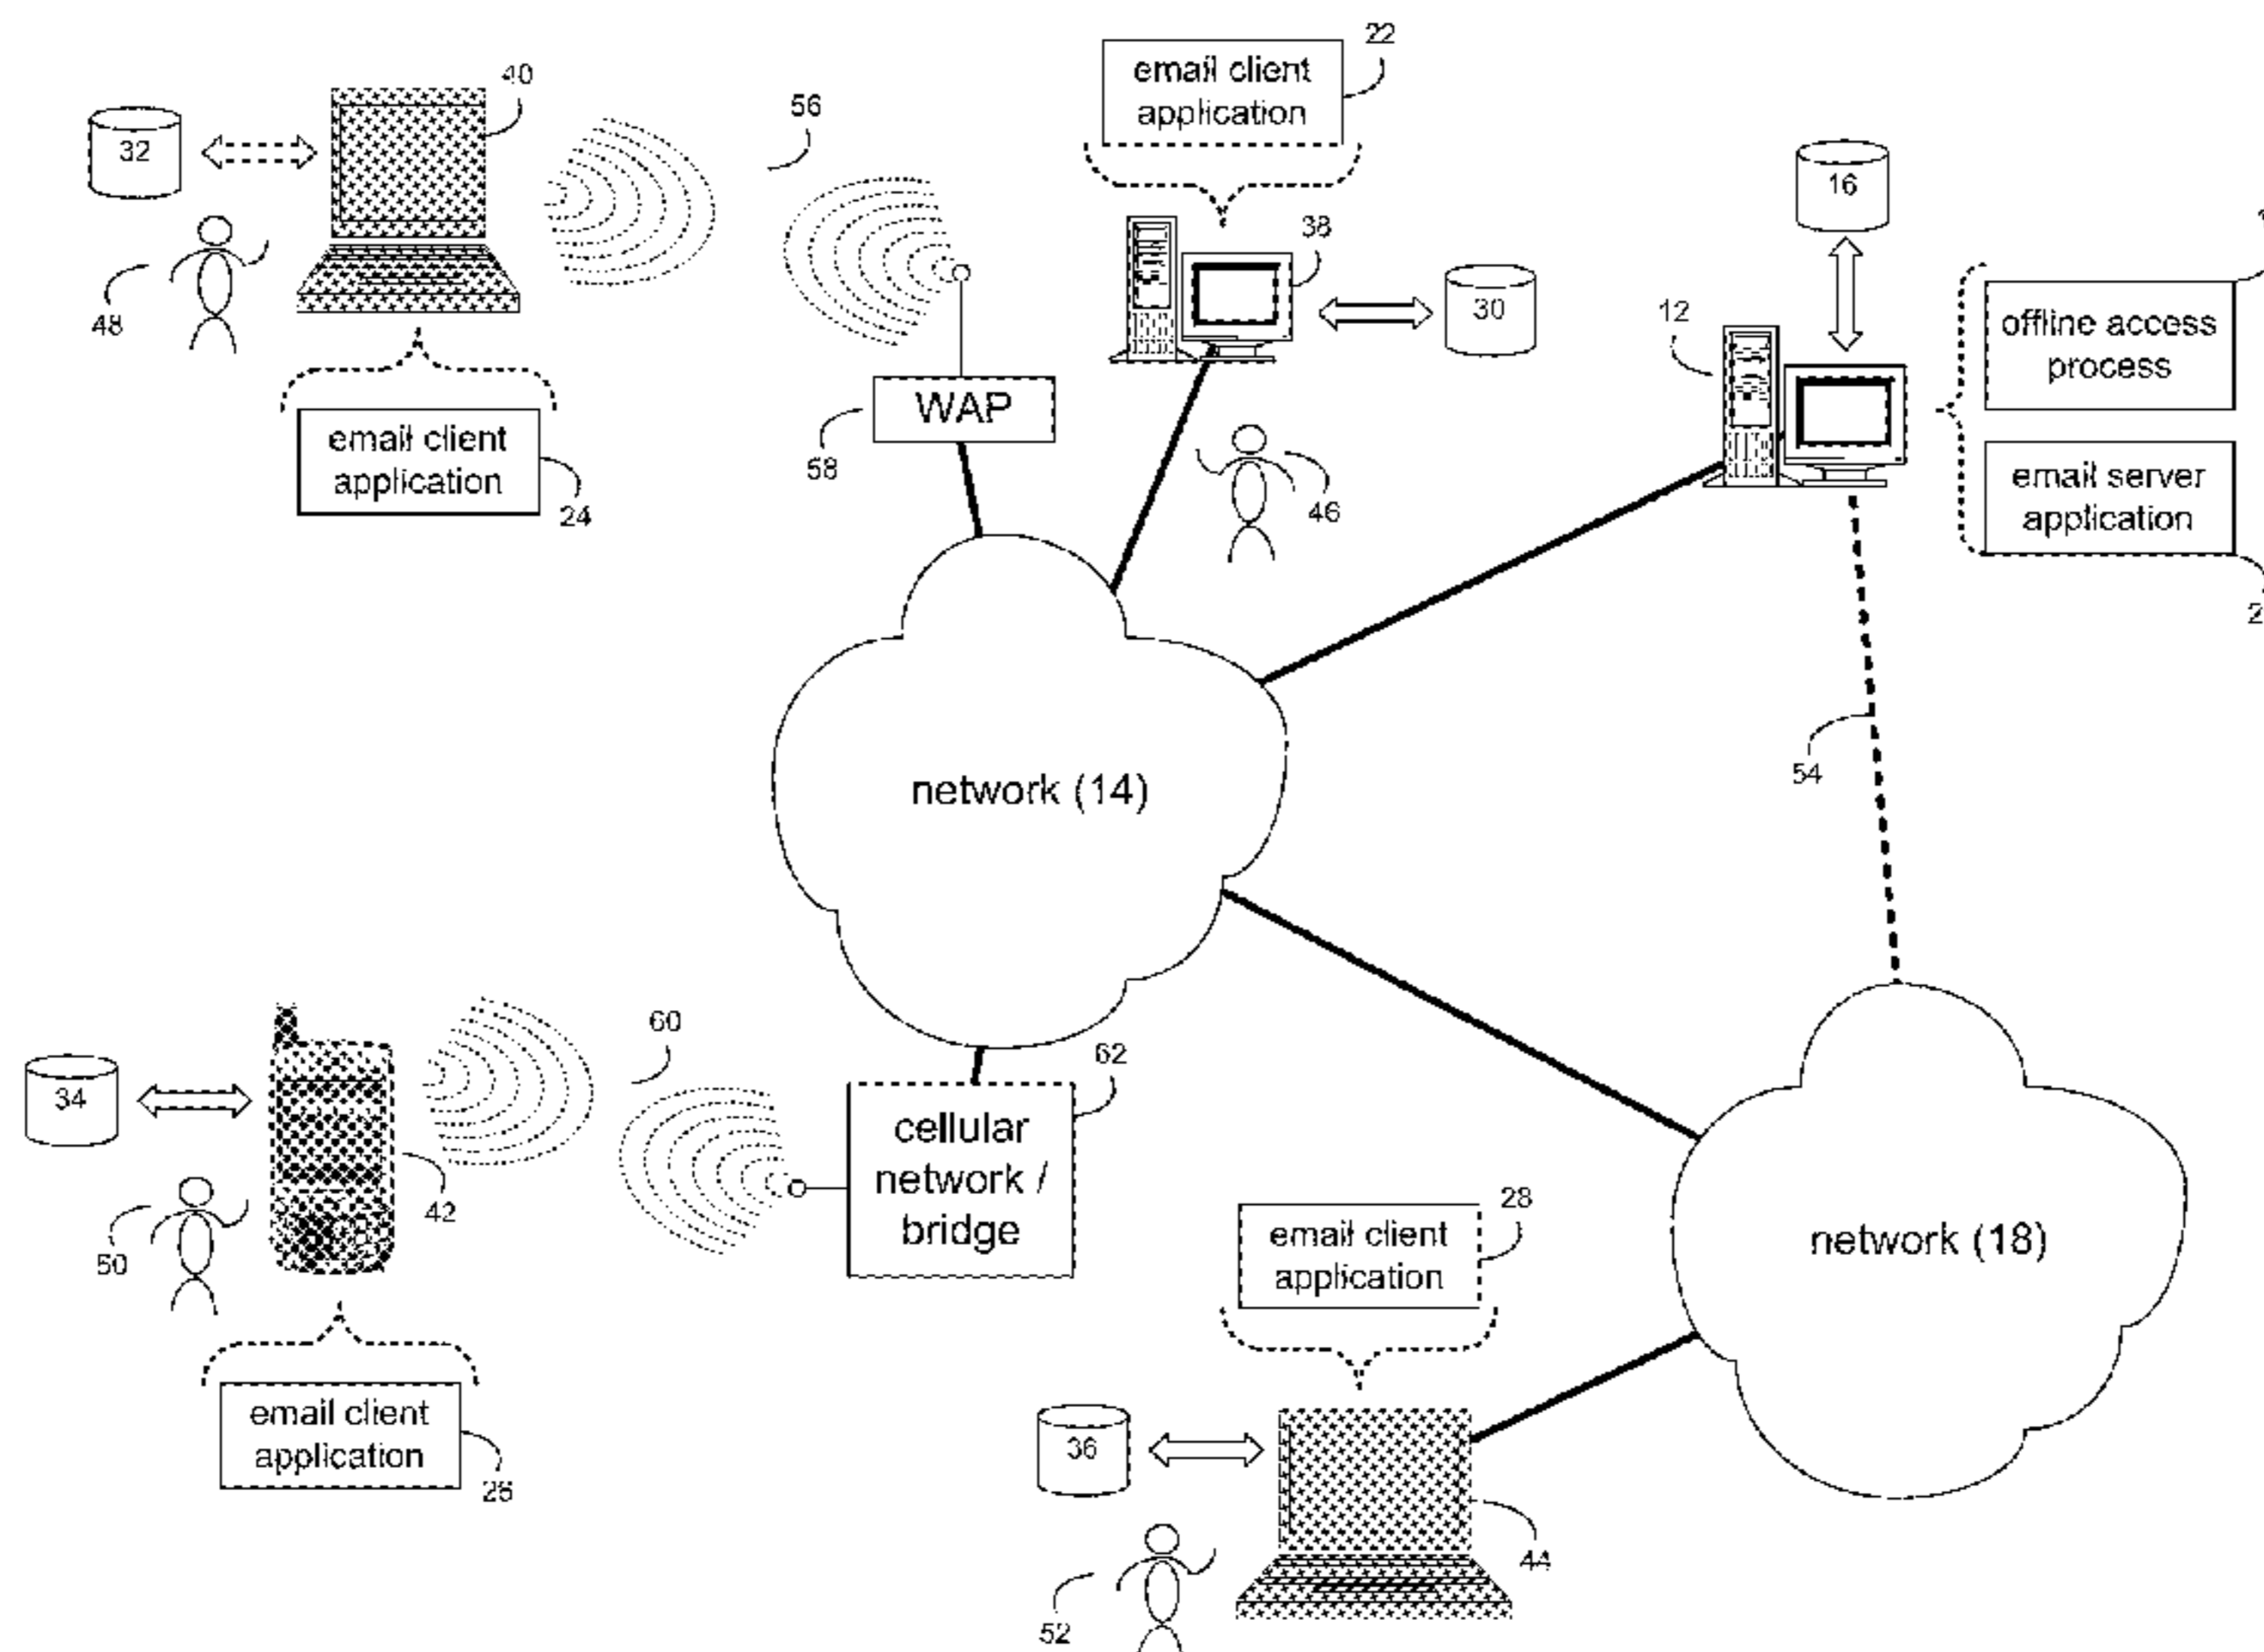 22
email client
application
40
56
32
16
38
30
12
offline access
process
48
WAP
58
email client
application
24
46
email server
application
54
network (14)
60
62
34
cellular
network /
bridge
42
50
28
email client
application
network (18)
email client
application
26
36
44
52